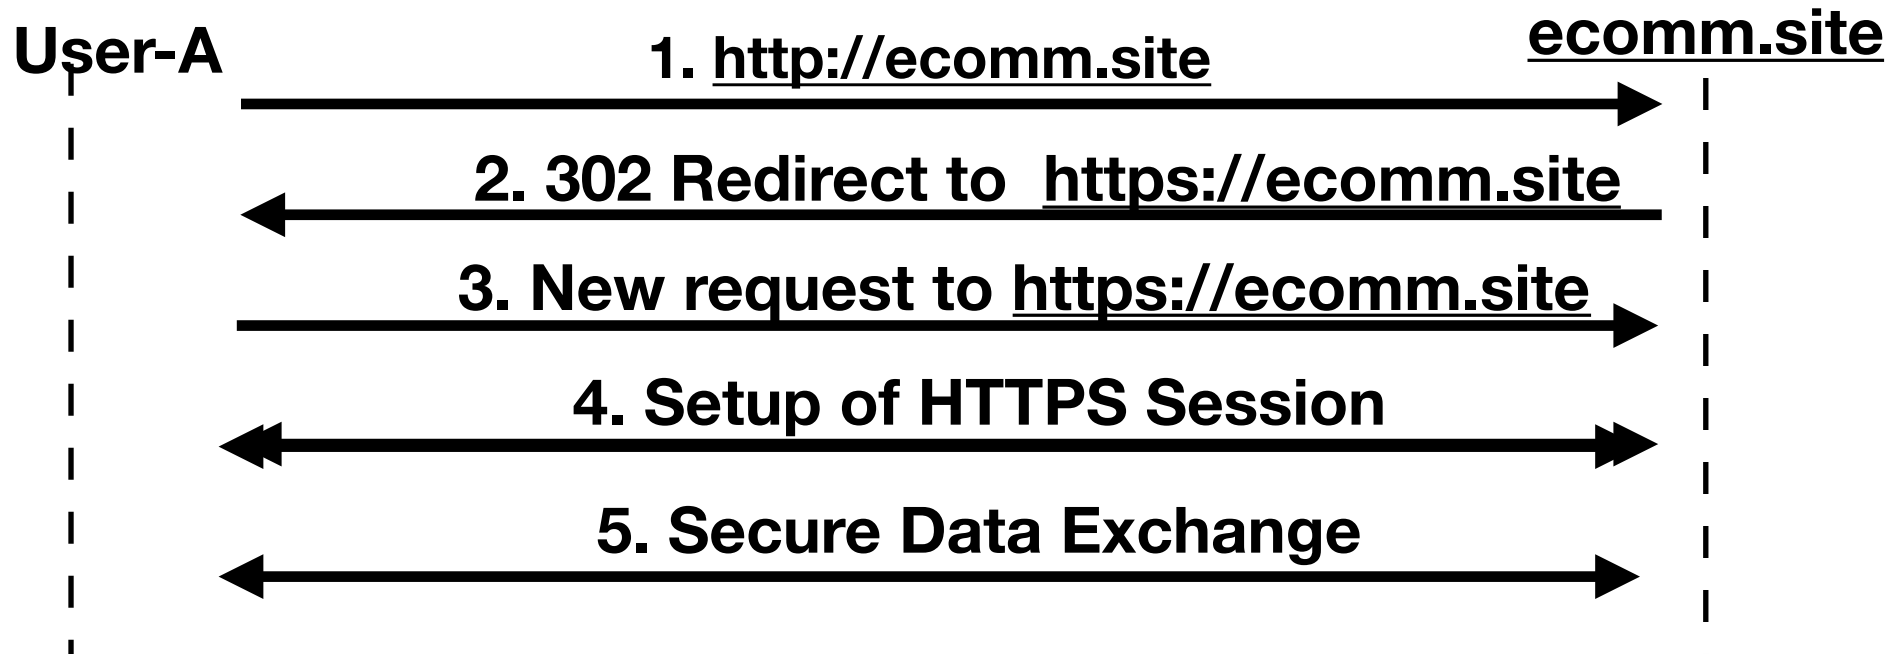 User-A
ecomm.site
1. http://ecomm.site
2. 302 Redirect to https://ecomm.site
3. New request to https://ecomm.site
4. Setup of HTTPS Session
5. Secure Data Exchange